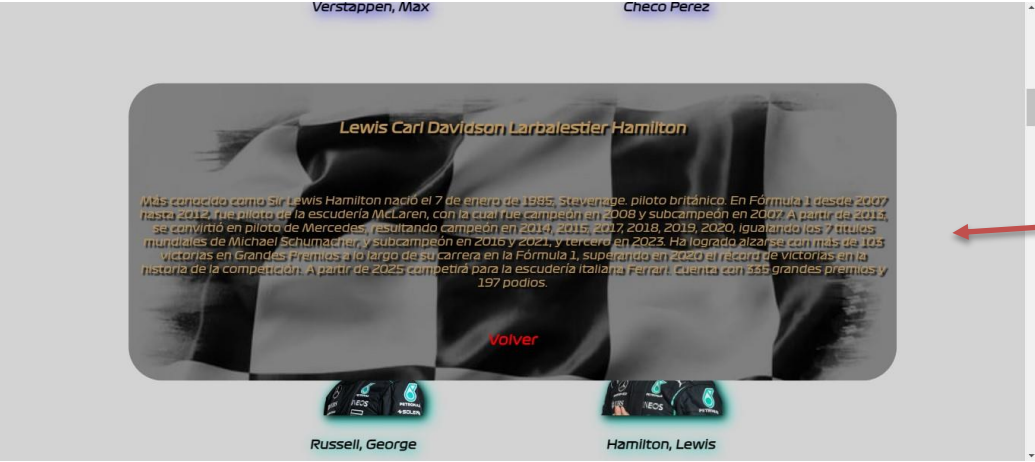 Verstappen, Max
Checo Perez
Lewis Carl Davidson Larbalestier Hamilton
Más conocido como Sir Lewis Hamilton nació el 7 de enero de 1985, Stevenage. piloto británico. En Fórmula 1 desde 2007
hasta 2012, fue piloto de la escudería McLaren, con la cual fue campeón en 2008 y subcampeón en 2007. A partir de 2013,
se convirtió en piloto de Mercedes, resultando campeón en 2014, 2015, 2017, 2018, 2019, 2020, igualando los 7 títulos
mundiales de Michael Schumacher, y subcampeón en 2016 y 2021, y tercero en 2023. Ha logrado alzarse con más de 103
victorias en Grandes Premios a lo largo de su carrera en la Fórmula 1, superando en 2020 el récord de victorias en la
historia de la competición. A partir de 2025 competirá para la escudería italiana Ferrari. Cuenta con 335 grandes premios y
197 podios.
Volver
INEOS
INEOS
Russell, George
Hamilton, Lewis